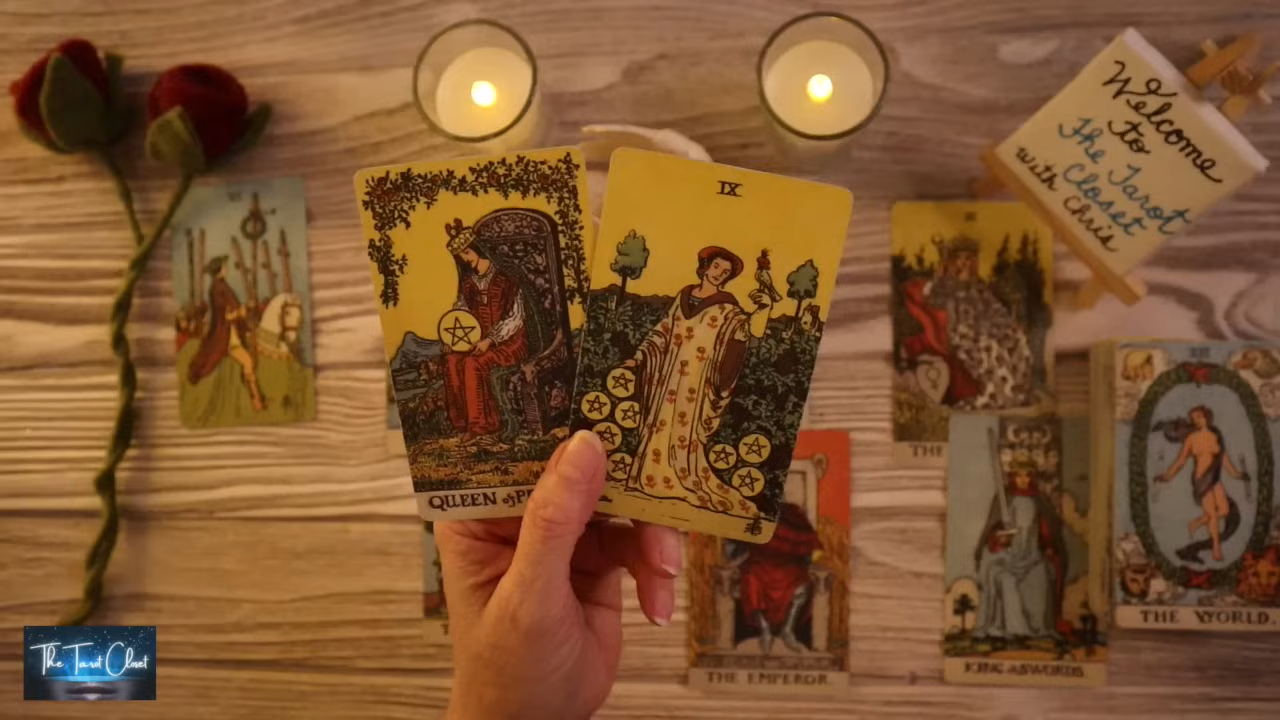 Welcome
to
The Tarot
Closet
with Chris
IX
QUEEN of
THE
THE EMPEROR.
KING of SWORDS.
THE WORLD.
The Tarot Closet